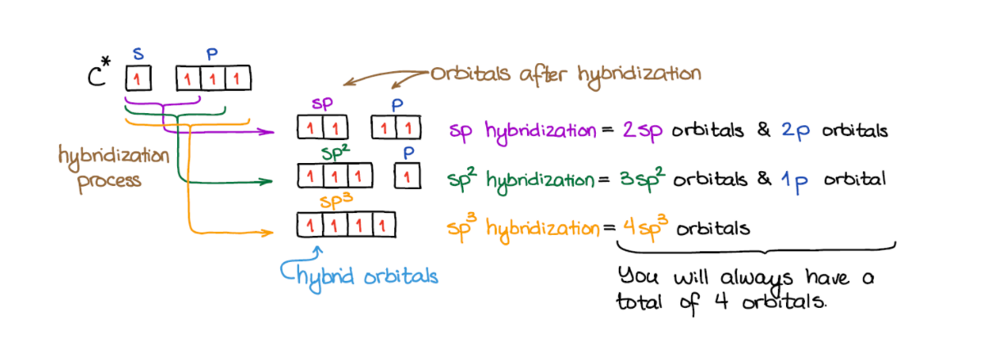 S P
C* 1 1 1 1
Orbitals after hybridization
sp P
1 1 1 1 sp hybridization = 2sp orbitals & 2p orbitals
hybridization
process
sp² P
1 1 1 1 sp² hybridization = 3sp² orbitals & 1p orbital
sp³
1 1 1 1 sp³ hybridization = 4sp³ orbitals
hybrid orbitals
You will always have a
total of 4 orbitals.